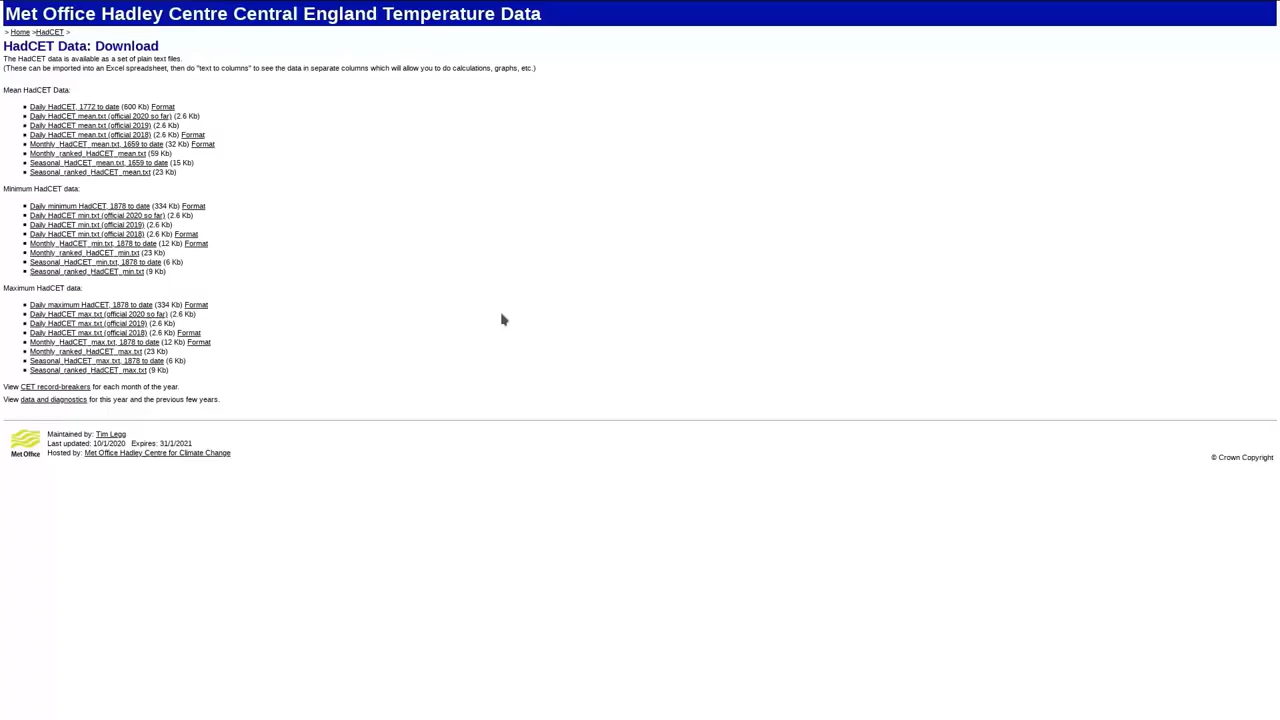 Met Office Hadley Centre Central England Temperature Data
> Home >HadCET >
HadCET Data: Download
The HadCET data is available as a set of plain text files.
(These can be imported into an Excel spreadsheet, then do "text to columns" to see the data in separate columns which will allow you to do calculations, graphs, etc.)
Mean HadCET Data:
Daily HadCET, 1772 to date (600 Kb) Format
Daily HadCET mean.txt (official 2020 so far) (2.6 Kb)
Daily HadCET mean.txt (official 2019) (2.6 Kb)
Daily HadCET mean.txt (official 2018) (2.6 Kb) Format
Monthly_HadCET_mean.txt, 1659 to date (32 Kb) Format
Monthly_ranked_HadCET_mean.txt (59 Kb)
Seasonal_HadCET_mean.txt, 1659 to date (15 Kb)
Seasonal_ranked_HadCET_mean.txt (23 Kb)
Minimum HadCET data:
Daily minimum HadCET, 1878 to date (334 Kb) Format
Daily HadCET min.txt (official 2020 so far) (2.6 Kb)
Daily HadCET min.txt (official 2019) (2.6 Kb)
Daily HadCET min.txt (official 2018) (2.6 Kb) Format
Monthly_HadCET_min.txt, 1878 to date (12 Kb) Format
Monthly_ranked_HadCET_min.txt (23 Kb)
Seasonal_HadCET_min.txt, 1878 to date (6 Kb)
Seasonal_ranked_HadCET_min.txt (9 Kb)
Maximum HadCET data:
Daily maximum HadCET, 1878 to date (334 Kb) Format
Daily HadCET max.txt (official 2020 so far) (2.6 Kb)
Daily HadCET max.txt (official 2019) (2.6 Kb)
Daily HadCET max.txt (official 2018) (2.6 Kb) Format
Monthly_HadCET_max.txt, 1878 to date (12 Kb) Format
Monthly_ranked_HadCET_max.txt (23 Kb)
Seasonal_HadCET_max.txt, 1878 to date (6 Kb)
Seasonal_ranked_HadCET_max.txt (9 Kb)
View CET record-breakers for each month of the year.
View data and diagnostics for this year and the previous few years.
Maintained by: Tim Legg
Last updated: 10/1/2020 Expires: 31/1/2021
Met Office Hosted by: Met Office Hadley Centre for Climate Change
© Crown Copyright